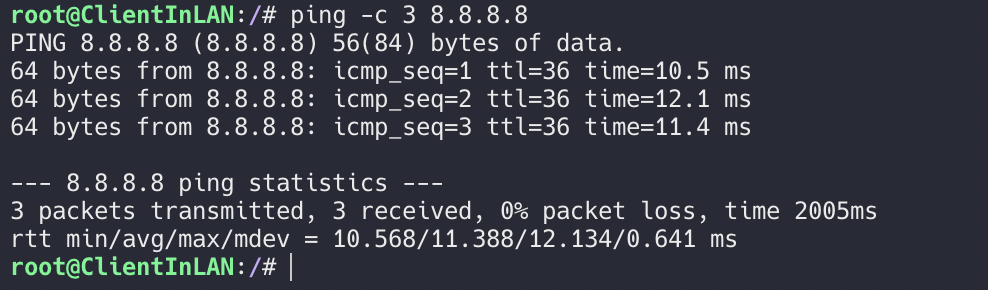 root@ClientInLAN:/# ping -c 3 8.8.8.8
PING 8.8.8.8 (8.8.8.8) 56(84) bytes of data.
64 bytes from 8.8.8.8: icmp_seq=1 ttl=36 time=10.5 ms
64 bytes from 8.8.8.8: icmp_seq=2 ttl=36 time=12.1 ms
64 bytes from 8.8.8.8: icmp_seq=3 ttl=36 time=11.4 ms

--- 8.8.8.8 ping statistics ---
3 packets transmitted, 3 received, 0% packet loss, time 2005ms
rtt min/avg/max/mdev = 10.568/11.388/12.134/0.641 ms
root@ClientInLAN:/#